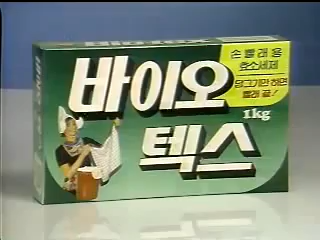 손빨래용
효소세제
담그기만 하면
빨래 끝!
바이오
텍스
1kg